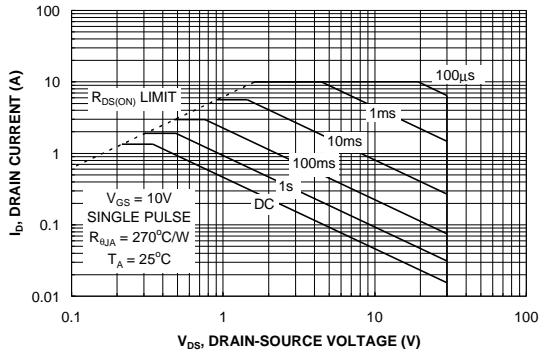 100
10
1
0.1
0.01
I_D, DRAIN CURRENT (A)
R_DS(ON) LIMIT
100μs
1ms
10ms
100ms
1s
DC
V_GS = 10V
SINGLE PULSE
R_θJA = 270°C/W
T_A = 25°C
0.1
1
10
100
V_DS, DRAIN-SOURCE VOLTAGE (V)